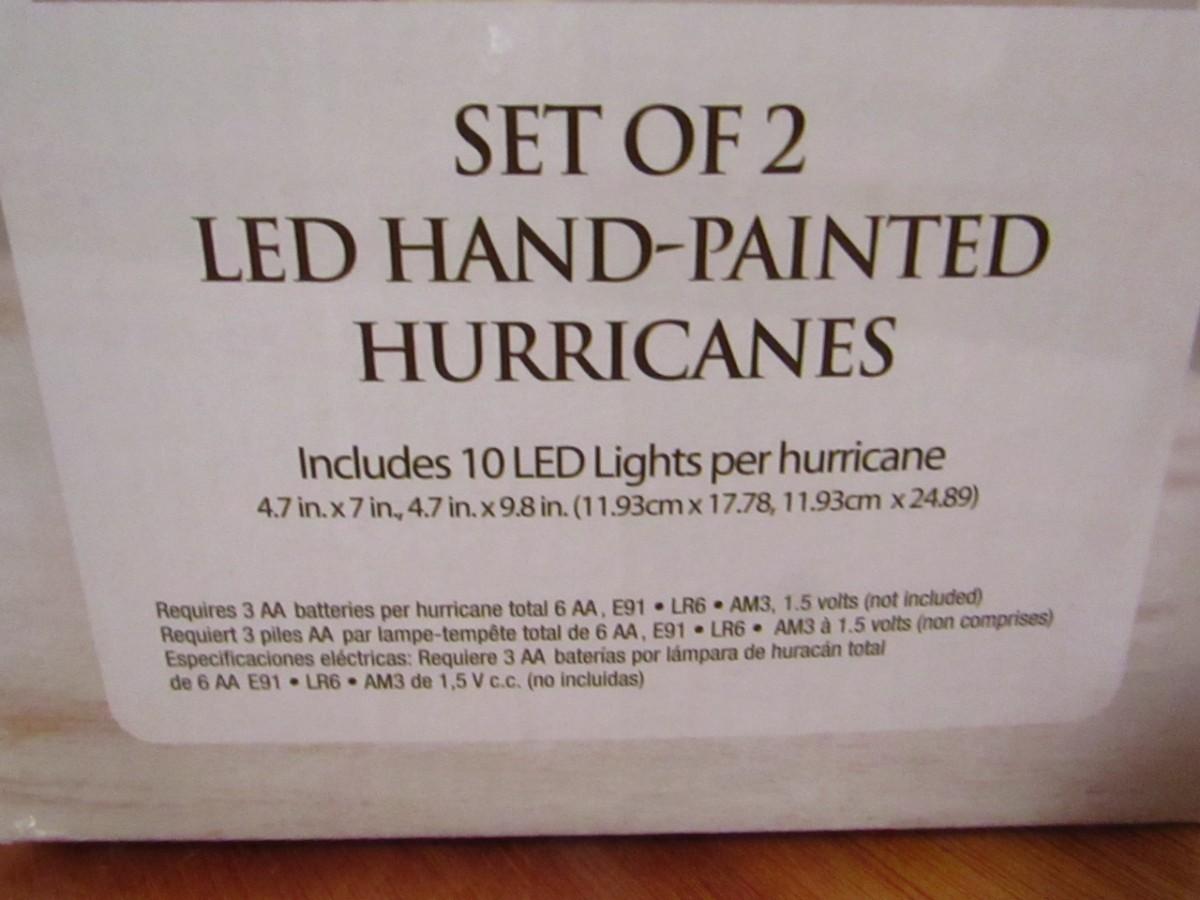 SET OF 2
LED HAND-PAINTED
HURRICANES
Includes 10 LED Lights per hurricane
4.7 in. x 7 in., 4.7 in. x 9.8 in. (11.93cm x 17.78, 11.93cm x 24.89)
Requires 3 AA batteries per hurricane total 6 AA, E91 • LR6 • AM3, 1.5 volts (not included)
Requiert 3 piles AA par lampe-tempête total de 6 AA, E91 • LR6 • AM3 à 1.5 volts (non comprises)
Especificaciones eléctricas: Requiere 3 AA baterías por lámpara de huracán total
de 6 AA E91 • LR6 • AM3 de 1,5 V c.c. (no incluidas)